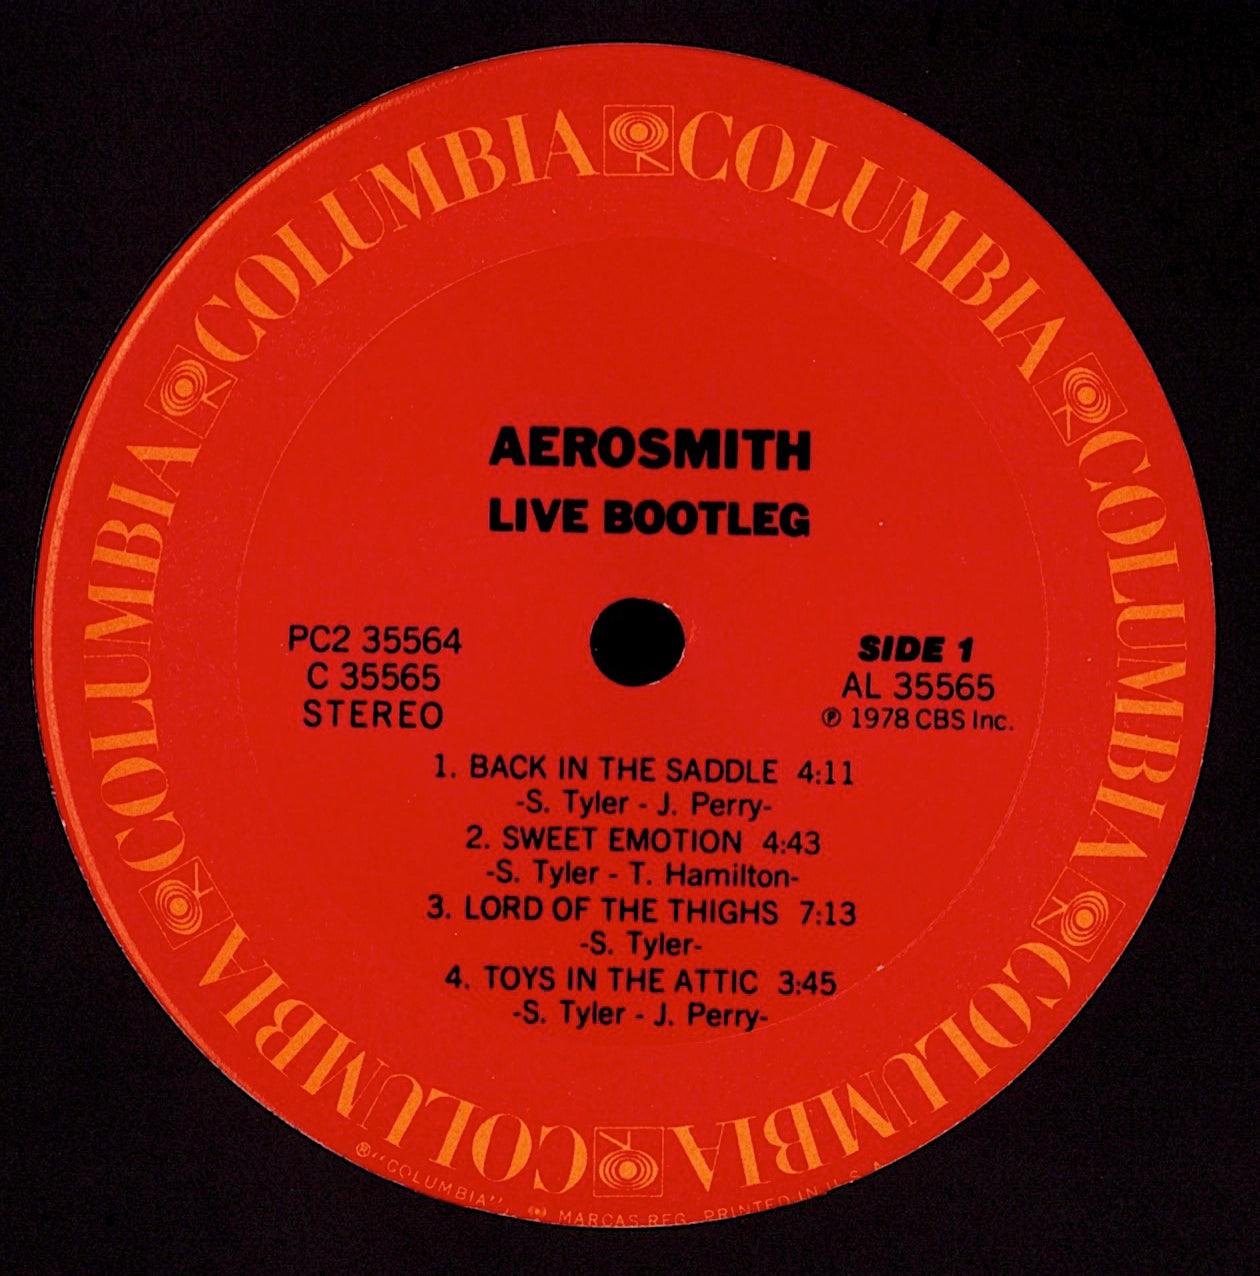 COLUMBIA COLUMBIA COLUMBIA COLUMBIA COLUMBIA COLUMBIA COLUMBIA COLUMBIA
AEROSMITH
LIVE BOOTLEG
PC2 35564
C 35565
STEREO
SIDE 1
AL 35565
℗ 1978 CBS Inc.
1. BACK IN THE SADDLE 4:11
-S. Tyler - J. Perry-
2. SWEET EMOTION 4:43
-S. Tyler - T. Hamilton-
3. LORD OF THE THIGHS 7:13
-S. Tyler-
4. TOYS IN THE ATTIC 3:45
-S. Tyler - J. Perry-
®"COLUMBIA", MARCAS REG. PRINTED IN U.S.A.